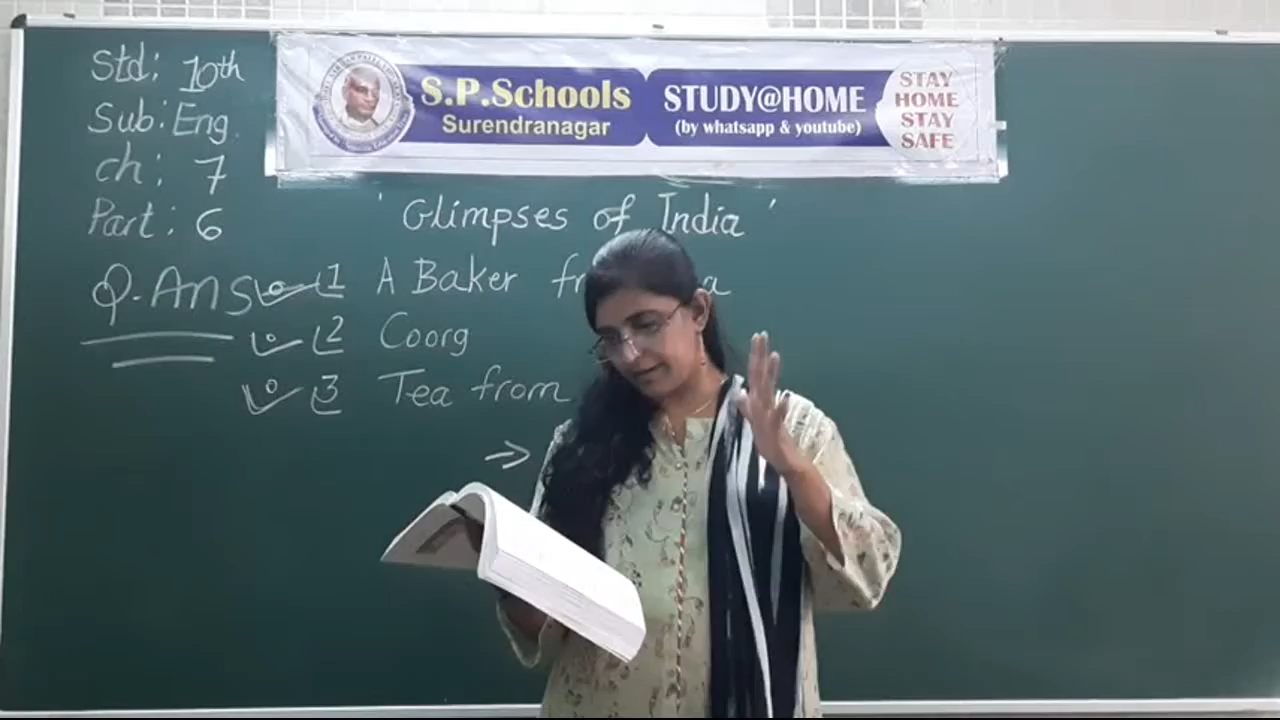 Std: 10th
Sub: Eng.
ch: 7
Part: 6
S.P.Schools
Surendranagar
STUDY@HOME
(by whatsapp & youtube)
STAY
HOME
STAY
SAFE
' Glimpses of India '
Q-Ans
1 A Baker
2 Coorg
3 Tea from
→